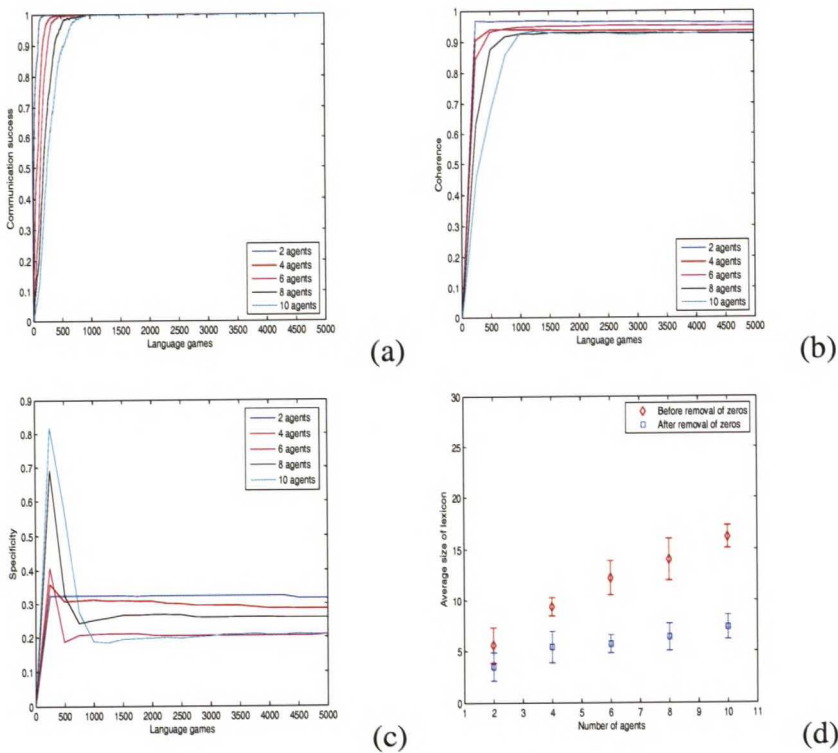 1
0.9
0.8
0.7
0.6
0.5
0.4
0.3
0.2
0.1
0
Communication success
2 agents
4 agents
6 agents
8 agents
10 agents
0 500 1000 1500 2000 2500 3000 3500 4000 4500 5000
Language games
(a)
1
0.9
0.8
0.7
0.6
0.5
0.4
0.3
0.2
0.1
0
Coherence
2 agents
4 agents
6 agents
8 agents
10 agents
0 500 1000 1500 2000 2500 3000 3500 4000 4500 5000
Language games
(b)
0.9
0.8
0.7
0.6
0.5
0.4
0.3
0.2
0.1
0
Specificity
2 agents
4 agents
6 agents
8 agents
10 agents
0 500 1000 1500 2000 2500 3000 3500 4000 4500 5000
Language games
(c)
30
25
20
15
10
5
0
Average size of lexicon
Before removal of zeros
After removal of zeros
1 2 3 4 5 6 7 8 9 10 11
Number of agents
(d)